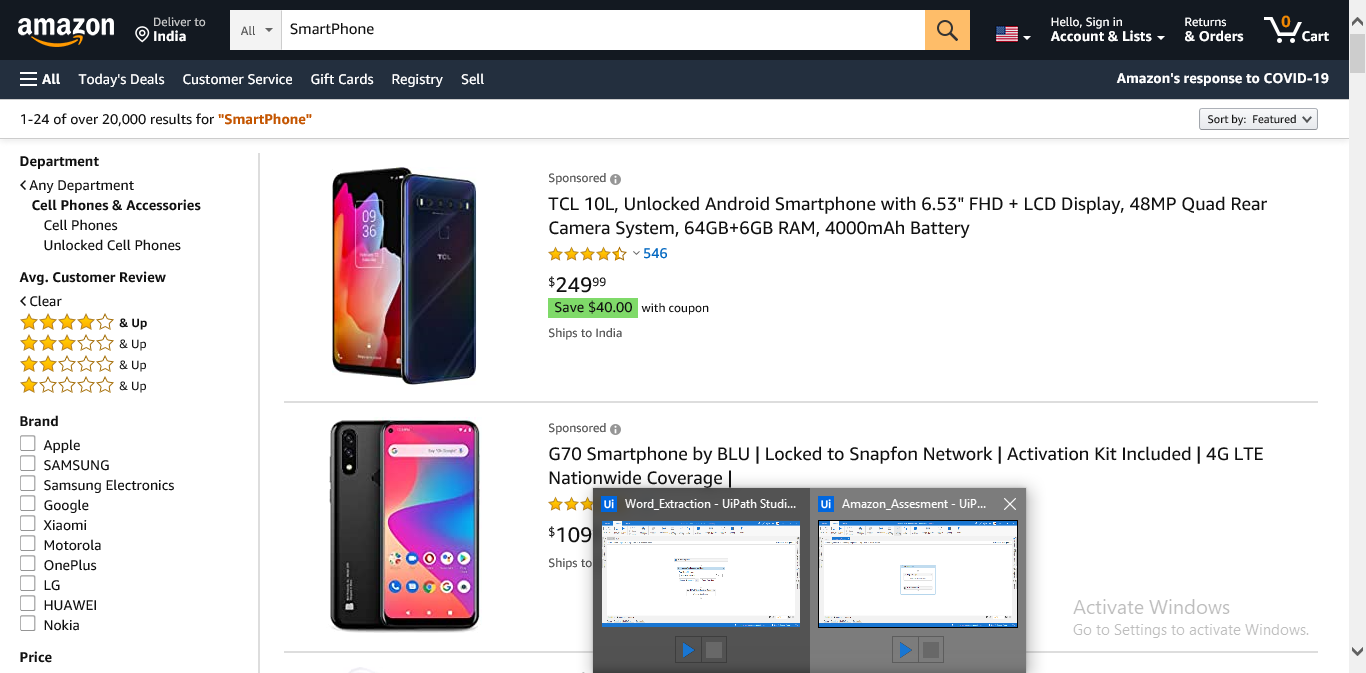 amazon
Deliver to
India
All
SmartPhone
Hello, Sign in
Account & Lists
Returns
& Orders
0
Cart
All
Today's Deals
Customer Service
Gift Cards
Registry
Sell
Amazon's response to COVID-19
1-24 of over 20,000 results for "SmartPhone"
Sort by: Featured
Department
Any Department
Cell Phones & Accessories
Cell Phones
Unlocked Cell Phones
Avg. Customer Review
Clear
& Up
& Up
& Up
& Up
Brand
Apple
SAMSUNG
Samsung Electronics
Google
Xiaomi
Motorola
OnePlus
LG
HUAWEI
Nokia
Price
09
36
TCL
Sponsored
TCL 10L, Unlocked Android Smartphone with 6.53" FHD + LCD Display, 48MP Quad Rear
Camera System, 64GB+6GB RAM, 4000mAh Battery
546
$24999
Save $40.00 with coupon
Ships to India
Sponsored
G70 Smartphone by BLU | Locked to Snapfon Network | Activation Kit Included | 4G LTE
Nationwide Coverage |
$109
Ships to
Ui Word_Extraction - UiPath Studi...
Ui Amazon_Assesment - UiP...
Activate Windows
Go to Settings to activate Windows.